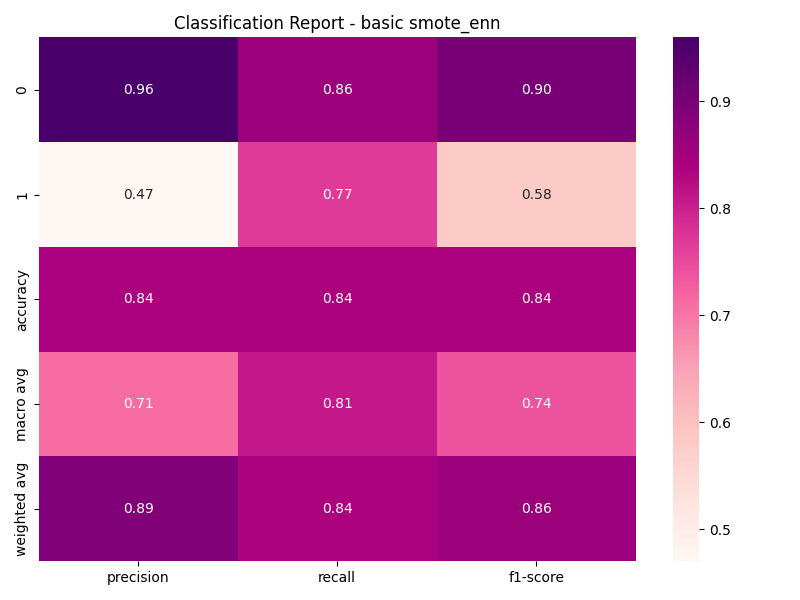 Classification Report - basic smote_enn
0 0.96 0.86 0.90
1 0.47 0.77 0.58
accuracy 0.84 0.84 0.84
macro avg 0.71 0.81 0.74
weighted avg 0.89 0.84 0.86
precision recall f1-score
0.9
0.8
0.7
0.6
0.5